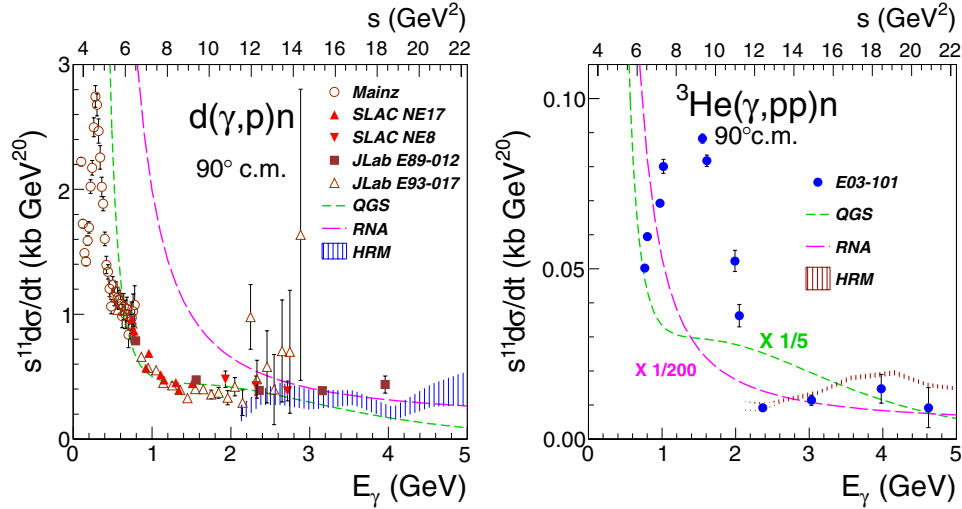 s (GeV²)
4 6 8 10 12 14 16 18 20 22
s¹¹dσ/dt (kb GeV²⁰)
3
2
1
0
d(γ,p)n
90° c.m.
Mainz
SLAC NE17
SLAC NE8
JLab E89-012
JLab E93-017
QGS
RNA
HRM
0 1 2 3 4 5
E_γ (GeV)
s (GeV²)
4 6 8 10 12 14 16 18 20 22
s¹¹dσ/dt (kb GeV²⁰)
0.10
0.05
0.00
³He(γ,pp)n
90° c.m.
E03-101
QGS
RNA
HRM
X 1/5
X 1/200
0 1 2 3 4 5
E_γ (GeV)